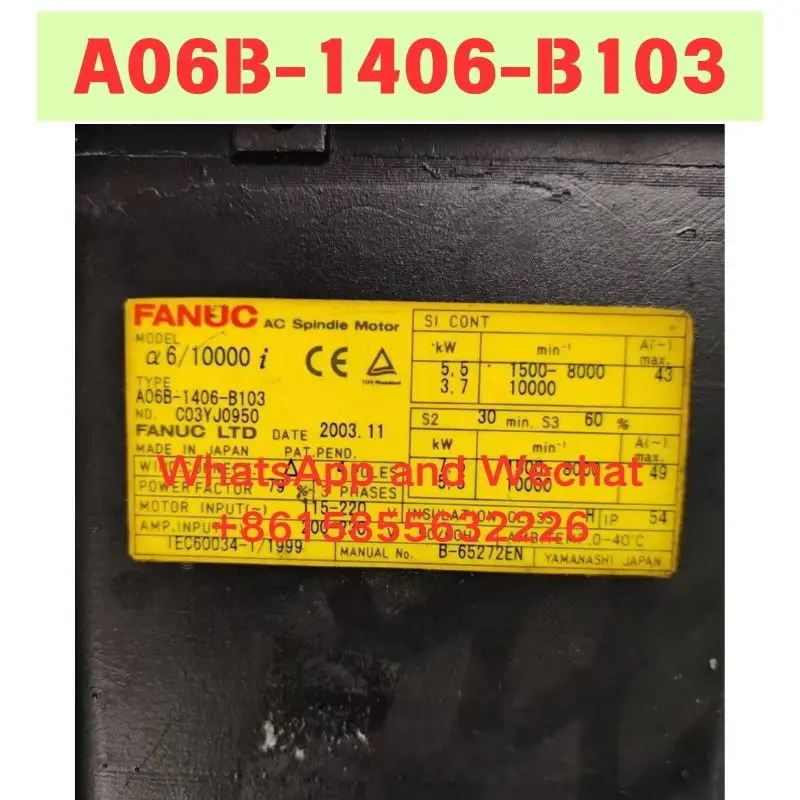 A06B-1406-B103
FANUC AC Spindle Motor
MODEL
α6/10000 i
CE
TÜV Rheinland
TYPE
A06B-1406-B103
NO. C03YJ0950
FANUC LTD DATE 2003.11
MADE IN JAPAN PAT.PEND.
POWER FACTOR 79 % 3 PHASES
MOTOR INPUT(~) 115-220 V
AMP.INPUT V
IEC60034-1/1999
S1 CONT
kW min⁻¹ A(~) max.
5.5 1500-8000 43
3.7 10000
S2 30 min, S3 60 %
kW min⁻¹ A(~) max.
49
10000
INSULATION CLASS H IP 54
0-40°C
MANUAL No. B-65272EN YAMANASHI JAPAN
WhatsApp and Wechat
+8615355632226